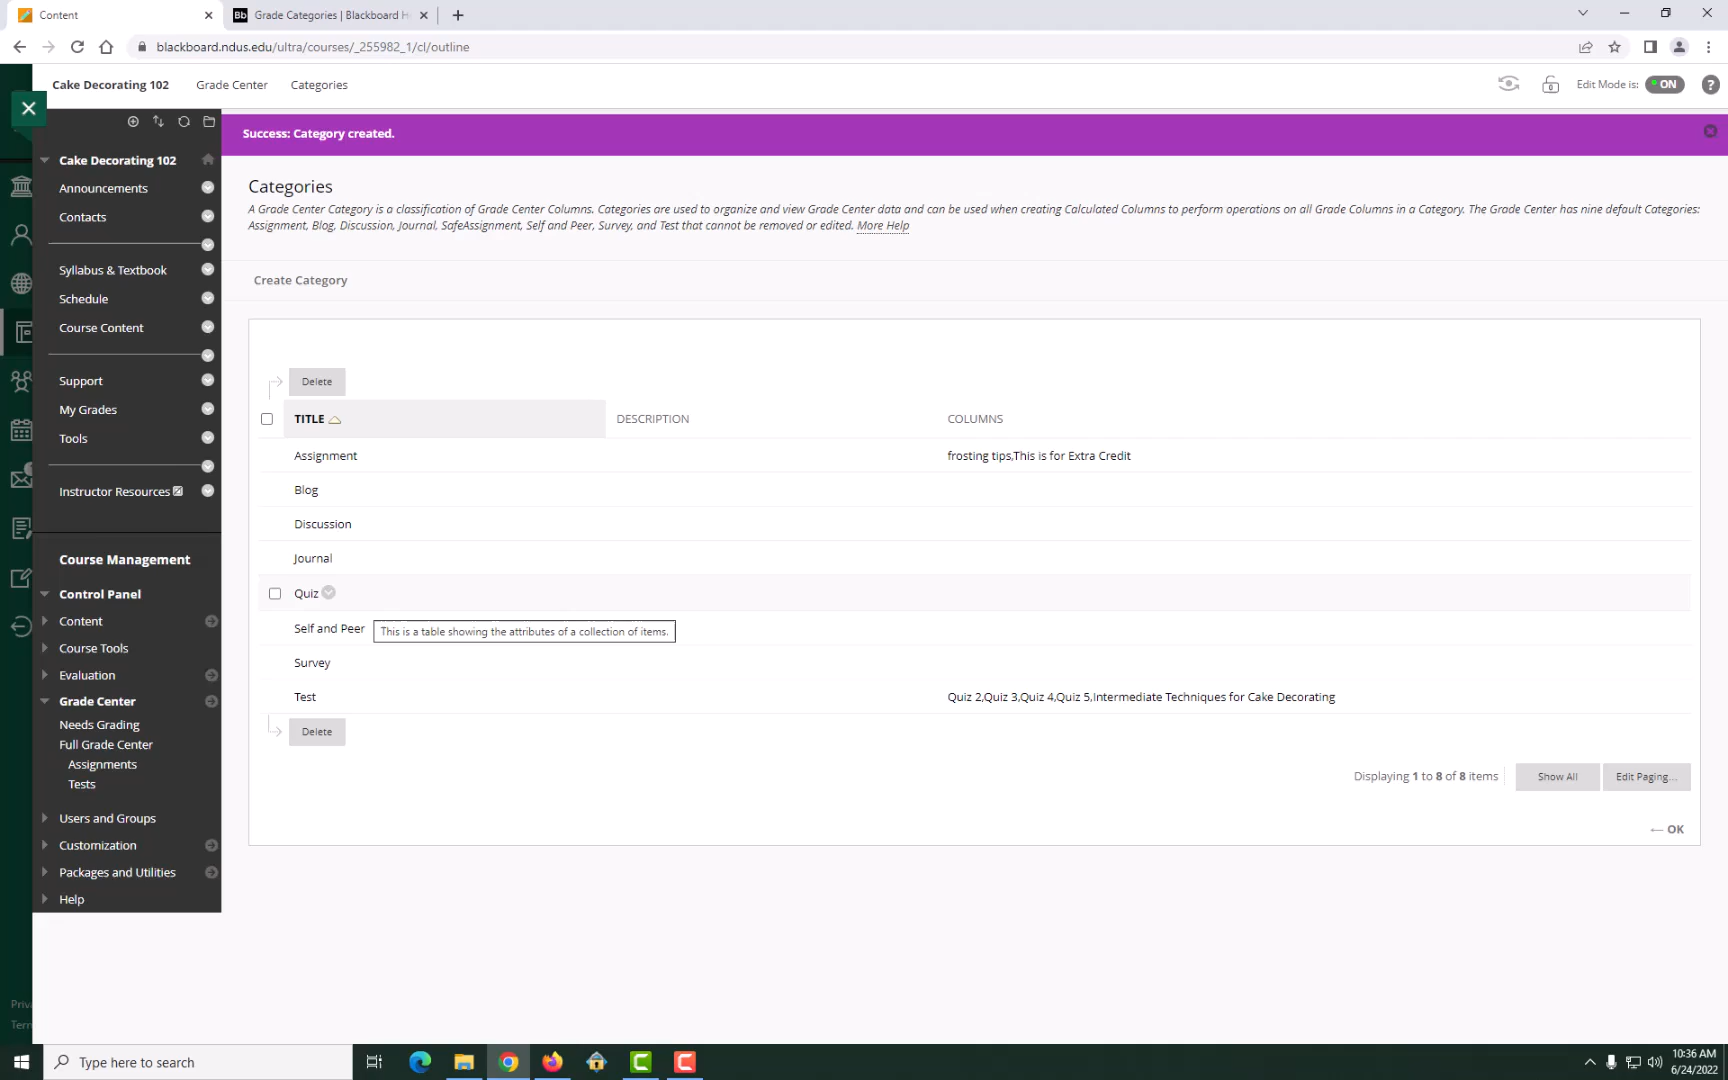 Content
Bb Grade Categories | Blackboard H
blackboard.ndus.edu/ultra/courses/_255982_1/cl/outline
Cake Decorating 102 Grade Center Categories
Edit Mode is: ON ?
Success: Category created.
Cake Decorating 102
Announcements
Contacts
Syllabus & Textbook
Schedule
Course Content
Support
My Grades
Tools
Instructor Resources
Course Management
Control Panel
Content
Course Tools
Evaluation
Grade Center
Needs Grading
Full Grade Center
Assignments
Tests
Users and Groups
Customization
Packages and Utilities
Help
Categories
A Grade Center Category is a classification of Grade Center Columns. Categories are used to organize and view Grade Center data and can be used when creating Calculated Columns to perform operations on all Grade Columns in a Category. The Grade Center has nine default Categories:
Assignment, Blog, Discussion, Journal, SafeAssignment, Self and Peer, Survey, and Test that cannot be removed or edited. More Help
Create Category
Delete
TITLE DESCRIPTION COLUMNS
Assignment frosting tips,This is for Extra Credit
Blog
Discussion
Journal
Quiz
Self and Peer This is a table showing the attributes of a collection of items.
Survey
Test Quiz 2,Quiz 3,Quiz 4,Quiz 5,Intermediate Techniques for Cake Decorating
Delete
Displaying 1 to 8 of 8 items Show All Edit Paging...
OK
Priv
Tern
Type here to search
10:36 AM
6/24/2022